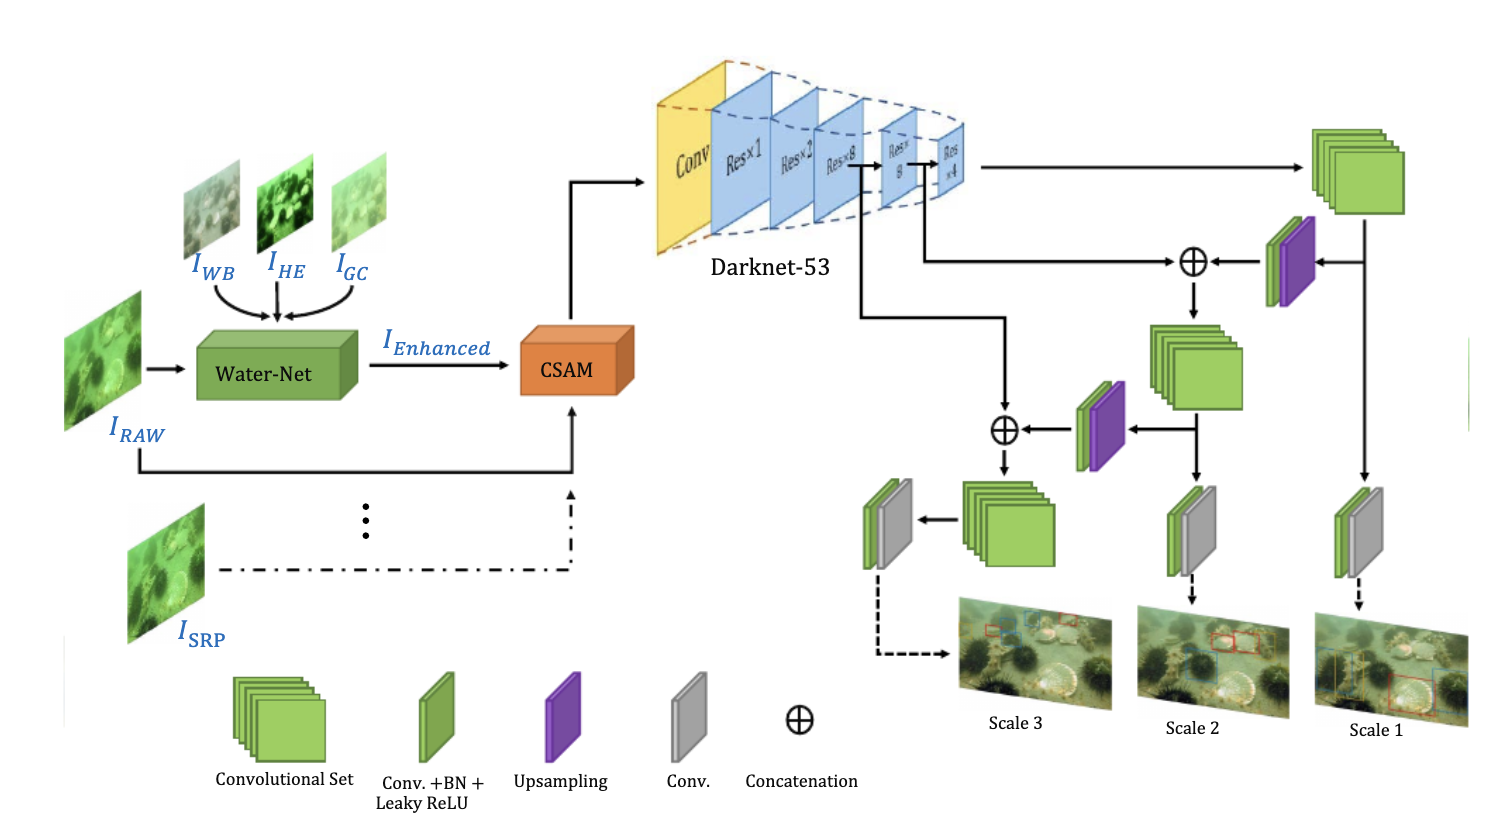 Conv
Res×1
Res×2
Res×8
Res×
8
Res
×4
Darknet-53
I_WB
I_HE
I_GC
I_Enhanced
Water-Net
CSAM
I_RAW
I_SRP
Scale 3
Scale 2
Scale 1
Convolutional Set
Conv. +BN +
Leaky ReLU
Upsampling
Conv.
Concatenation